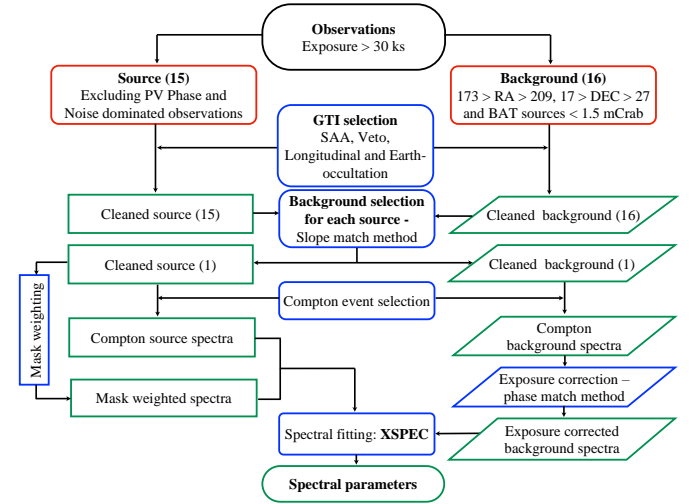 Observations
Exposure > 30 ks
Source (15)
Excluding PV Phase and
Noise dominated observations
Background (16)
173 > RA > 209, 17 > DEC > 27
and BAT sources < 1.5 mCrab
GTI selection
SAA, Veto,
Longitudinal and Earth-
occultation
Cleaned source (15)
Background selection
for each source -
Slope match method
Cleaned background (16)
Cleaned source (1)
Cleaned background (1)
Mask weighting
Compton event selection
Compton source spectra
Compton
background spectra
Mask weighted spectra
Exposure correction –
phase match method
Spectral fitting: XSPEC
Exposure corrected
background spectra
Spectral parameters